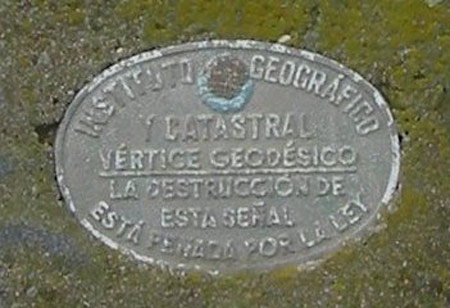 INSTITUTO GEOGRÁFICO
Y CATASTRAL
VÉRTICE GEODÉSICO
LA DESTRUCCIÓN DE
ESTA SEÑAL
ESTÁ PENADA POR LA LEY